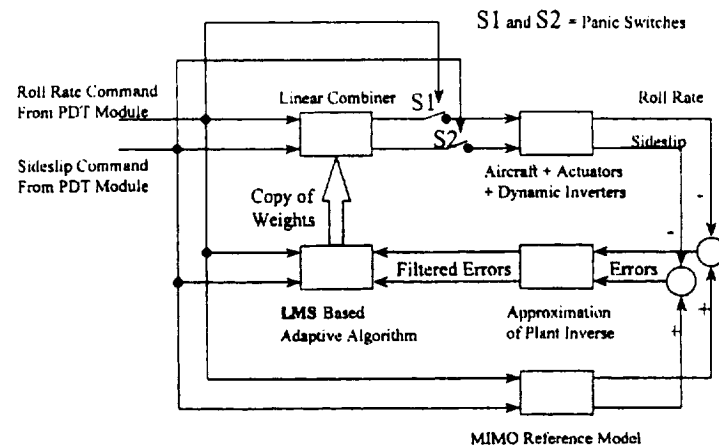 S1 and S2 = Panic Switches
Roll Rate Command
From PDT Module
Linear Combiner
S1
Roll Rate
S2
Sideslip
Sideslip Command
From PDT Module
Aircraft + Actuators
+ Dynamic Inverters
Copy of
Weights
-
-
Filtered Errors
Errors
LMS Based
Adaptive Algorithm
Approximation
of Plant Inverse
+
+
MIMO Reference Model